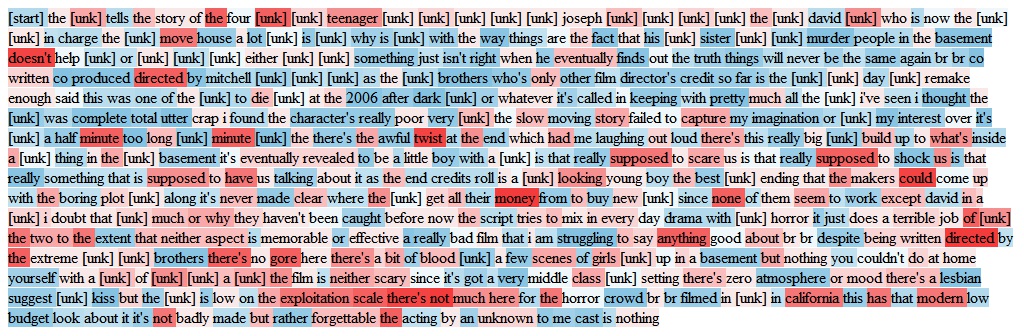 [start] the [unk] tells the story of the four [unk] [unk] teenager [unk] [unk] [unk] [unk] [unk] joseph [unk] [unk] [unk] [unk] the [unk] david [unk] who is now the [unk]
[unk] in charge the [unk] move house a lot [unk] is [unk] why is [unk] with the way things are the fact that his [unk] sister [unk] [unk] murder people in the basement
doesn't help [unk] or [unk] [unk] [unk] either [unk] [unk] something just isn't right when he eventually finds out the truth things will never be the same again br br co
written co produced directed by mitchell [unk] [unk] [unk] as the [unk] brothers who's only other film director's credit so far is the [unk] [unk] day [unk] remake
enough said this was one of the [unk] to die [unk] at the 2006 after dark [unk] or whatever it's called in keeping with pretty much all the [unk] i've seen i thought the
[unk] was complete total utter crap i found the character's really poor very [unk] the slow moving story failed to capture my imagination or [unk] my interest over it's
[unk] a half minute too long [unk] minute [unk] the there's the awful twist at the end which had me laughing out loud there's this really big [unk] build up to what's inside
a [unk] thing in the [unk] basement it's eventually revealed to be a little boy with a [unk] is that really supposed to scare us is that really supposed to shock us is that
really something that is supposed to have us talking about it as the end credits roll is a [unk] looking young boy the best [unk] ending that the makers could come up
with the boring plot [unk] along it's never made clear where the [unk] get all their money from to buy new [unk] since none of them seem to work except david in a
[unk] i doubt that [unk] much or why they haven't been caught before now the script tries to mix in every day drama with [unk] horror it just does a terrible job of [unk]
the two to the extent that neither aspect is memorable or effective a really bad film that i am struggling to say anything good about br br despite being written directed by
the extreme [unk] [unk] brothers there's no gore here there's a bit of blood [unk] a few scenes of girls [unk] up in a basement but nothing you couldn't do at home
yourself with a [unk] of [unk] [unk] a [unk] the film is neither scary since it's got a very middle class [unk] setting there's zero atmosphere or mood there's a lesbian
suggest [unk] kiss but the [unk] is low on the exploitation scale there's not much here for the horror crowd br br filmed in [unk] in california this has that modern low
budget look about it it's not badly made but rather forgettable the acting by an unknown to me cast is nothing